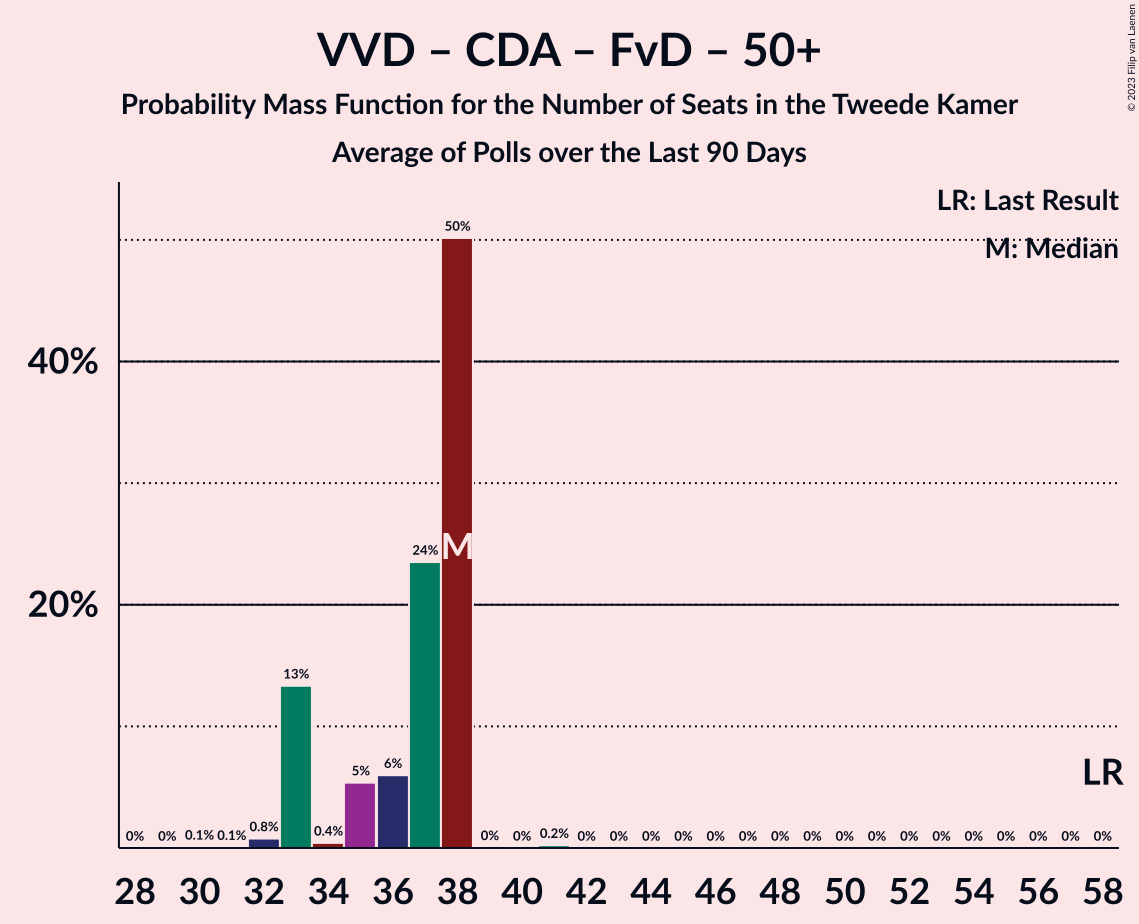 VVD – CDA – FvD – 50+
Probability Mass Function for the Number of Seats in the Tweede Kamer
Average of Polls over the Last 90 Days
© 2023 Filip van Laenen
LR: Last Result
M: Median
50%
40%
M
24%
20%
13%
LR
6%
5%
0% 0% 0.1% 0.1% 0.8% 0.4% 0% 0% 0.2% 0% 0% 0% 0% 0% 0% 0% 0% 0% 0% 0% 0% 0% 0% 0% 0% 0%
28 30 32 34 36 38 40 42 44 46 48 50 52 54 56 58